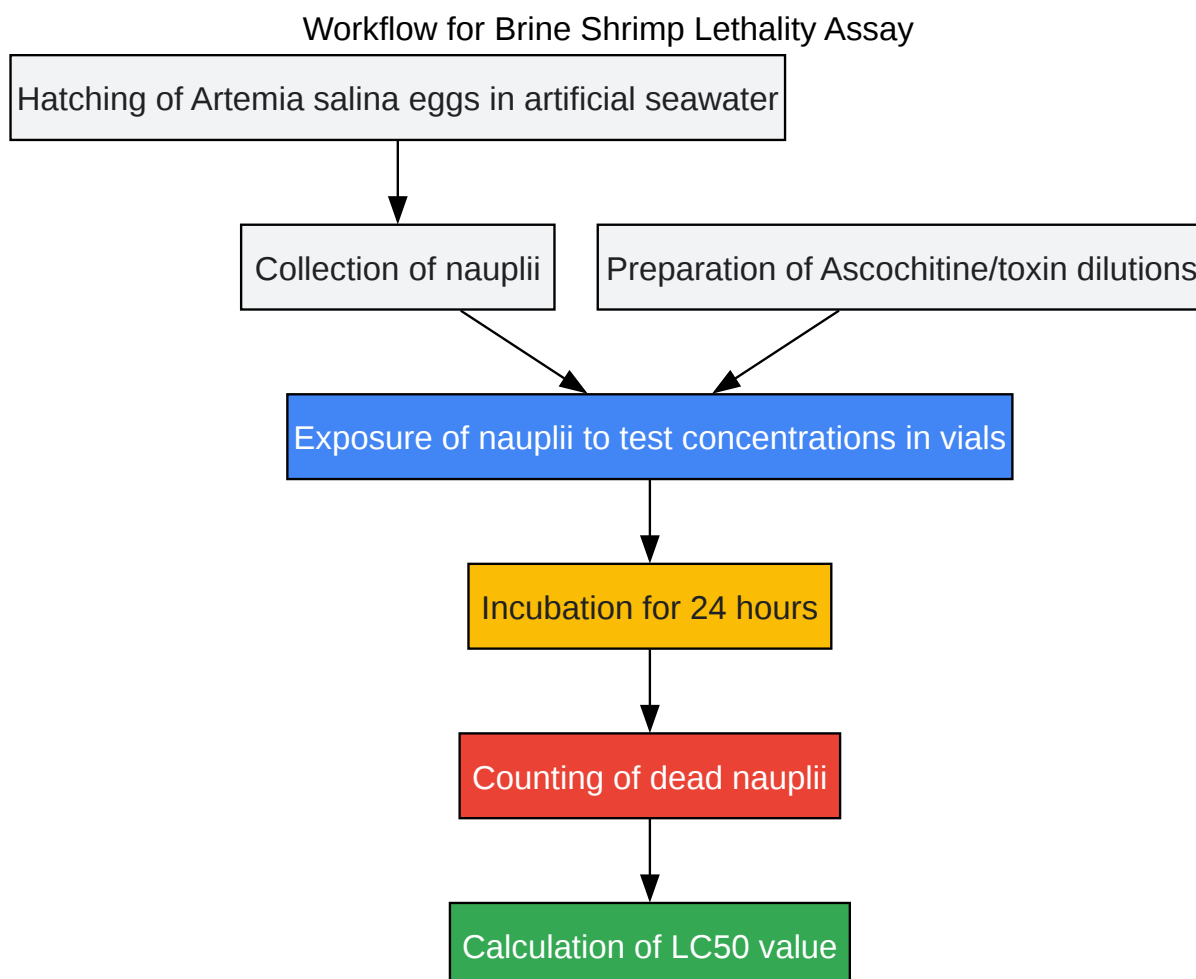 Workflow for Brine Shrimp Lethality Assay
Hatching of Artemia salina eggs in artificial seawater
Collection of nauplii
Preparation of Ascochitine/toxin dilutions
Exposure of nauplii to test concentrations in vials
Incubation for 24 hours
Counting of dead nauplii
Calculation of LC50 value